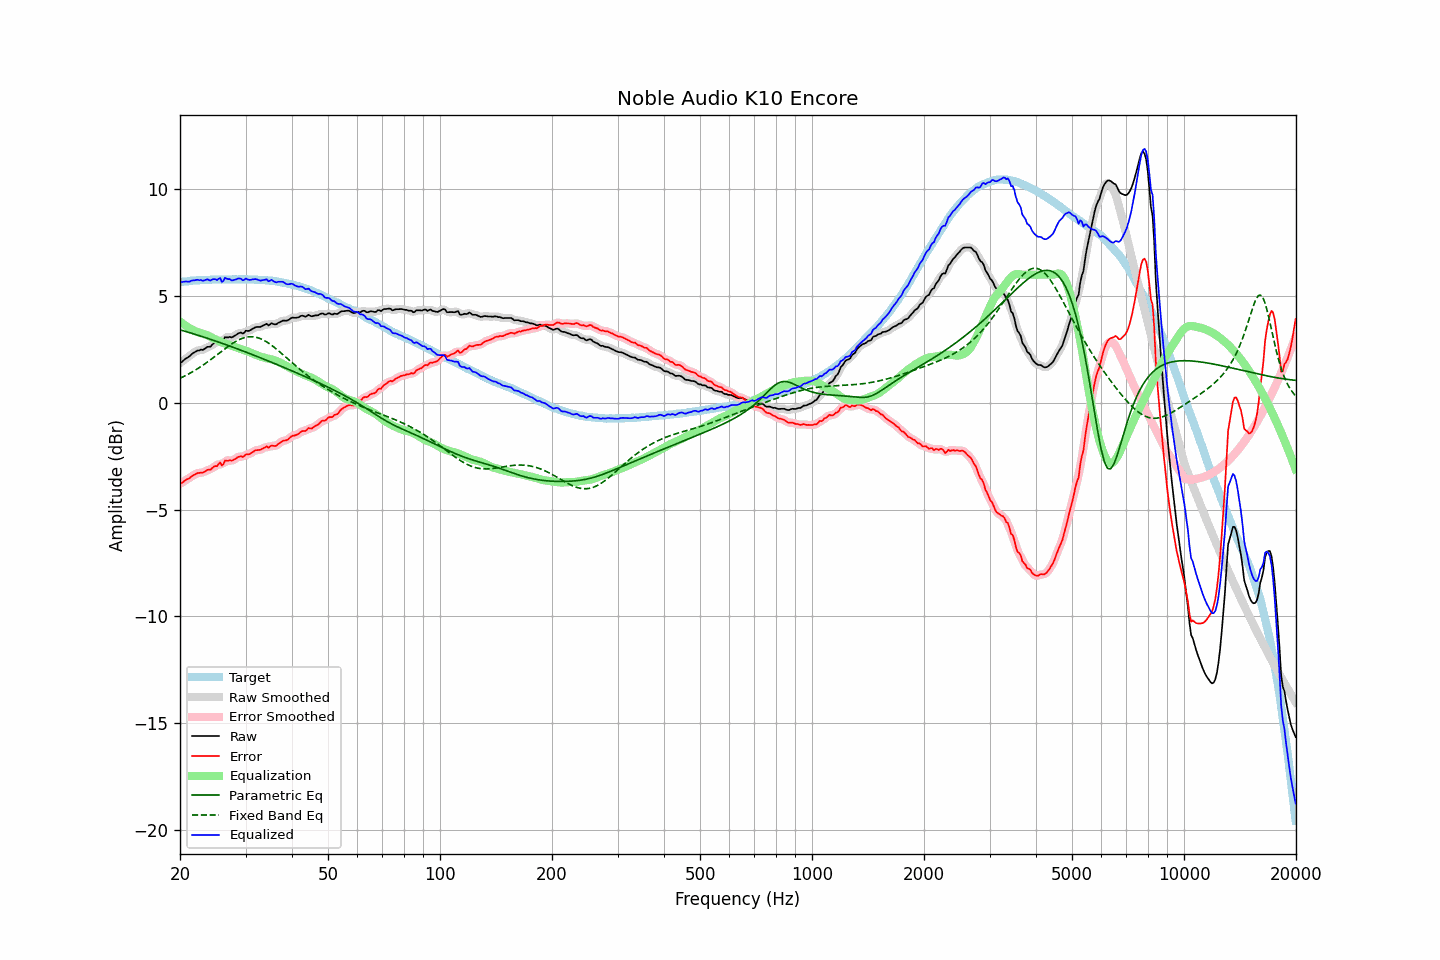 Noble Audio K10 Encore
Amplitude (dBr)
10
5
0
−5
−10
−15
−20
Target
Raw Smoothed
Error Smoothed
Raw
Error
Equalization
Parametric Eq
Fixed Band Eq
Equalized
20 50 100 200 500 1000 2000 5000 10000 20000
Frequency (Hz)